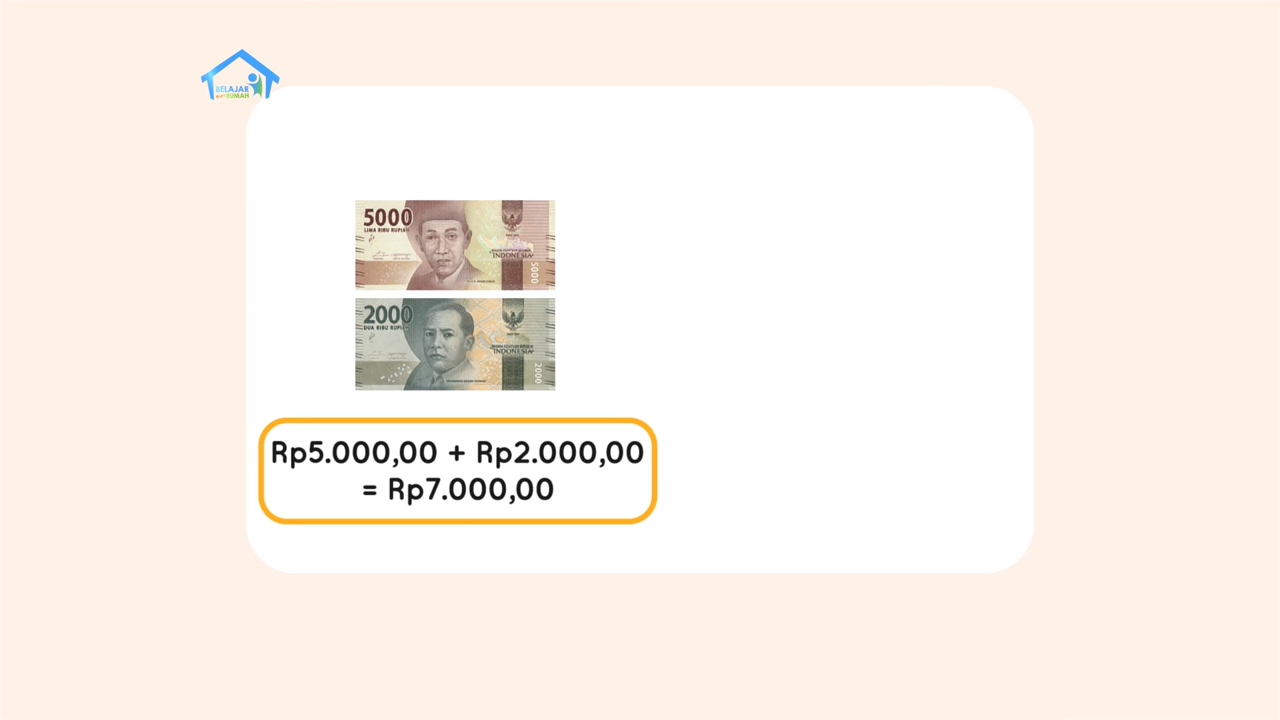 BELAJAR
RUMAH
5000
LIMA RIBU RUPIAH
INDONESIA
5000
2000
DUA RIBU RUPIAH
INDONESIA
2000
Rp5.000,00 + Rp2.000,00
= Rp7.000,00